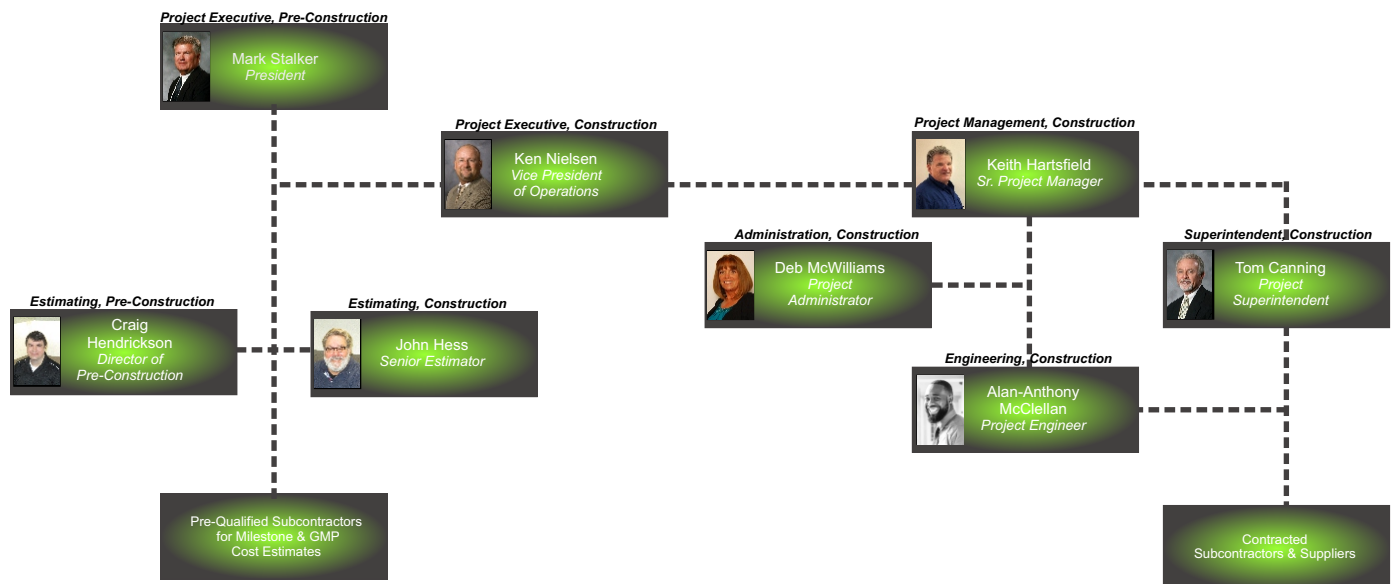 Project Executive, Pre-Construction
Mark Stalker
President
Project Executive, Construction
Ken Nielsen
Vice President
of Operations
Project Management, Construction
Keith Hartsfield
Sr. Project Manager
Administration, Construction
Deb McWilliams
Project
Administrator
Superintendent, Construction
Tom Canning
Project
Superintendent
Estimating, Pre-Construction
Craig
Hendrickson
Director of
Pre-Construction
Estimating, Construction
John Hess
Senior Estimator
Engineering, Construction
Alan-Anthony
McClellan
Project Engineer
Pre-Qualified Subcontractors
for Milestone & GMP
Cost Estimates
Contracted
Subcontractors & Suppliers